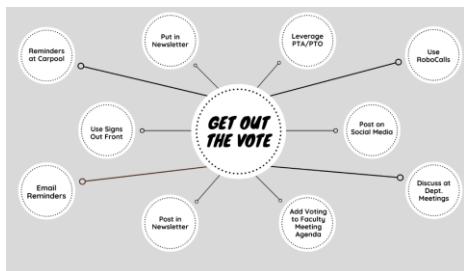 Put in
Newsletter
Leverage
PTA/PTO
Reminders
at Carpool
Use
RoboCalls
GET OUT
THE VOTE
Use Signs
Out Front
Post on
Social Media
Email
Reminders
Discuss at
Dept.
Meetings
Post in
Newsletter
Add Voting
to Faculty
Meeting
Agenda